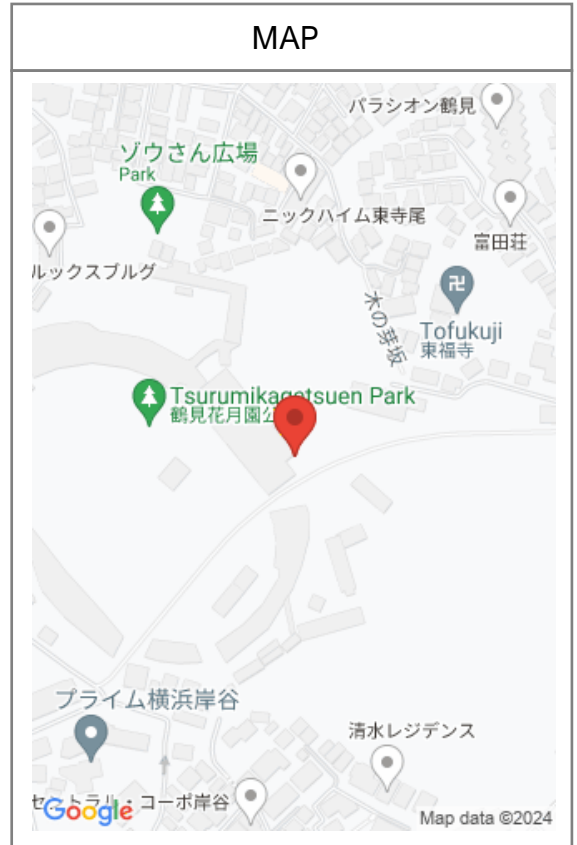 MAP
パラシオン鶴見
ゾウさん広場
Park
ニックハイム東寺尾
富田荘
ルックスブルグ
木の芽坂
卍
Tofukuji
東福寺
Tsurumikagetsuen Park
鶴見花月園公
プライム横浜岸谷
清水レジデンス
セントラル・コーポ岸谷
Google
Map data ©2024